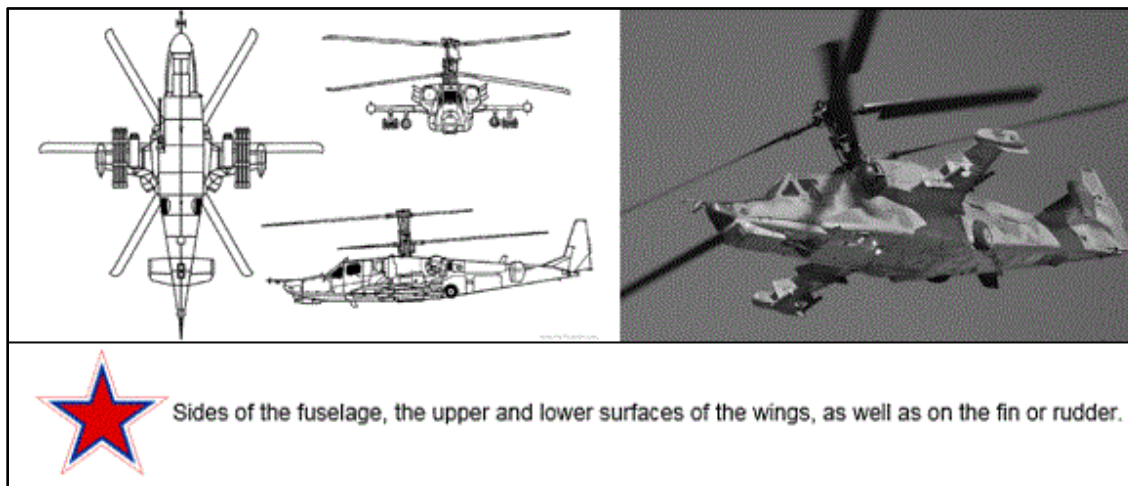 Sides of the fuselage, the upper and lower surfaces of the wings, as well as on the fin or rudder.